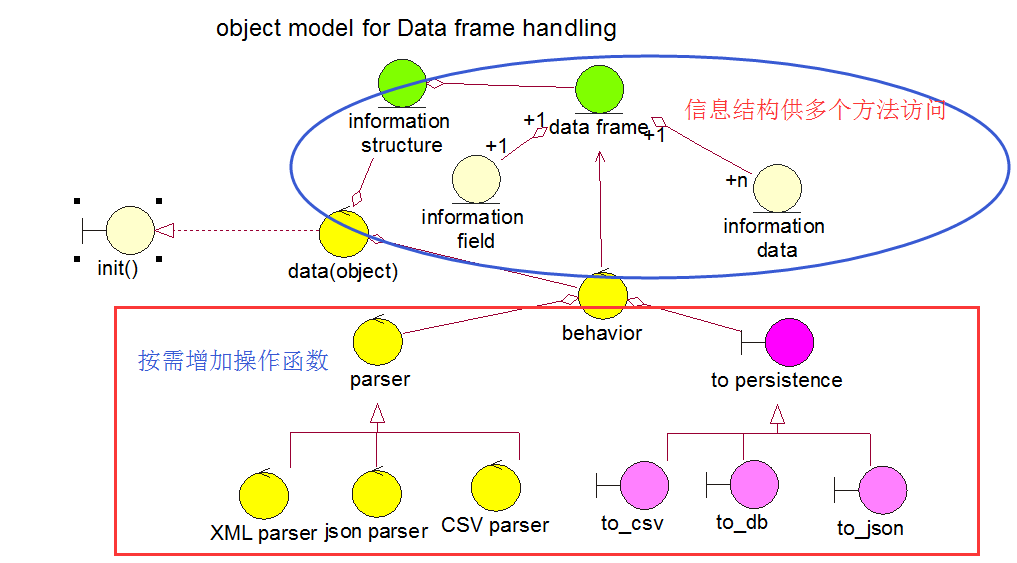 object model for Data frame handling
信息结构供多个方法访问
information
structure
data frame
+1
+1
+1
+n
information
field
information
data
init()
data(object)
behavior
按需增加操作函数
parser
to persistence
XML parser
json parser
CSV parser
to_csv
to_db
to_json